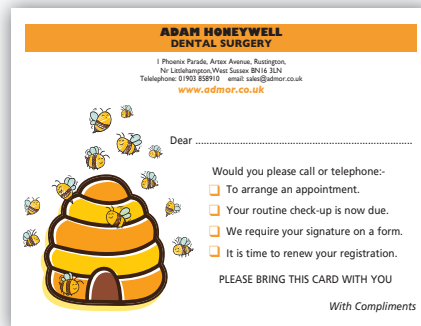 ADAM HONEYWELL
DENTAL SURGERY
1 Phoenix Parade, Artex Avenue, Rustington,
Nr Littlehampton,West Sussex BN16 3LN
Telelephone: 01903 858910 email: sales@admor.co.uk
www.admor.co.uk
Dear ................................................................................
Would you please call or telephone:-
To arrange an appointment.
Your routine check-up is now due.
We require your signature on a form.
It is time to renew your registration.
PLEASE BRING THIS CARD WITH YOU
With Compliments